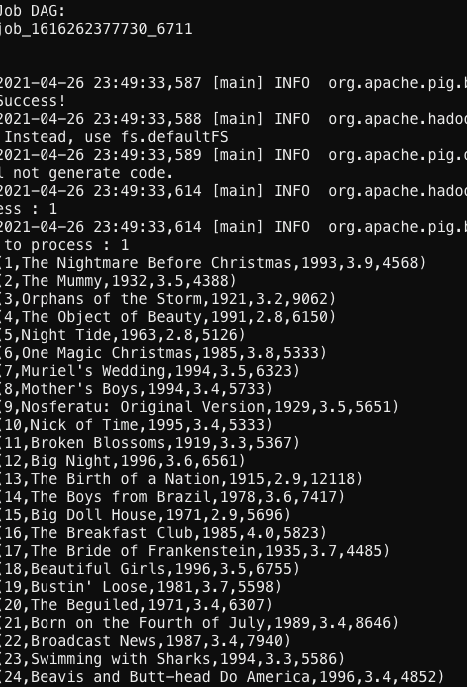 Job DAG:
job_1616262377730_6711
2021-04-26 23:49:33,587 [main] INFO  org.apache.pig.b
Success!
2021-04-26 23:49:33,588 [main] INFO  org.apache.hadoo
 Instead, use fs.defaultFS
2021-04-26 23:49:33,589 [main] INFO  org.apache.pig.d
l not generate code.
2021-04-26 23:49:33,614 [main] INFO  org.apache.hadoo
ess : 1
2021-04-26 23:49:33,614 [main] INFO  org.apache.pig.b
 to process : 1
(1,The Nightmare Before Christmas,1993,3.9,4568)
(2,The Mummy,1932,3.5,4388)
(3,Orphans of the Storm,1921,3.2,9062)
(4,The Object of Beauty,1991,2.8,6150)
(5,Night Tide,1963,2.8,5126)
(6,One Magic Christmas,1985,3.8,5333)
(7,Muriel's Wedding,1994,3.5,6323)
(8,Mother's Boys,1994,3.4,5733)
(9,Nosferatu: Original Version,1929,3.5,5651)
(10,Nick of Time,1995,3.4,5333)
(11,Broken Blossoms,1919,3.3,5367)
(12,Big Night,1996,3.6,6561)
(13,The Birth of a Nation,1915,2.9,12118)
(14,The Boys from Brazil,1978,3.6,7417)
(15,Big Doll House,1971,2.9,5696)
(16,The Breakfast Club,1985,4.0,5823)
(17,The Bride of Frankenstein,1935,3.7,4485)
(18,Beautiful Girls,1996,3.5,6755)
(19,Bustin' Loose,1981,3.7,5598)
(20,The Beguiled,1971,3.4,6307)
(21,Born on the Fourth of July,1989,3.4,8646)
(22,Broadcast News,1987,3.4,7940)
(23,Swimming with Sharks,1994,3.3,5586)
(24,Beavis and Butt-head Do America,1996,3.4,4852)